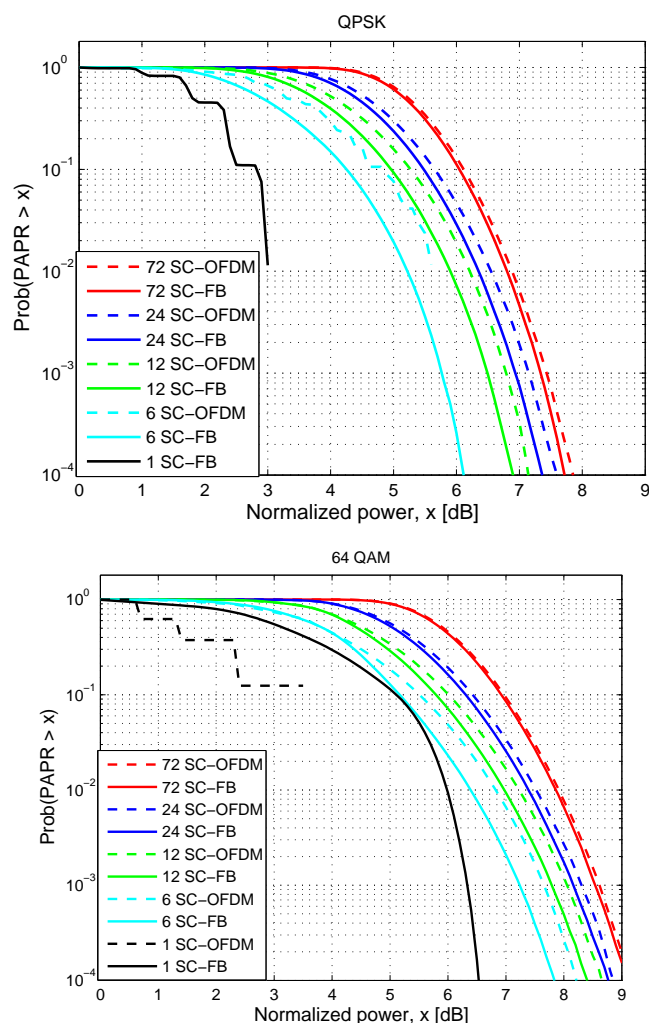 QPSK
10^0
10^-1
10^-2
10^-3
10^-4
Prob(PAPR > x)
72 SC−OFDM
72 SC−FB
24 SC−OFDM
24 SC−FB
12 SC−OFDM
12 SC−FB
6 SC−OFDM
6 SC−FB
1 SC−FB
0 1 2 3 4 5 6 7 8 9
Normalized power, x [dB]
64 QAM
10^0
10^-1
10^-2
10^-3
10^-4
Prob(PAPR > x)
72 SC−OFDM
72 SC−FB
24 SC−OFDM
24 SC−FB
12 SC−OFDM
12 SC−FB
6 SC−OFDM
6 SC−FB
1 SC−OFDM
1 SC−FB
0 1 2 3 4 5 6 7 8 9
Normalized power, x [dB]